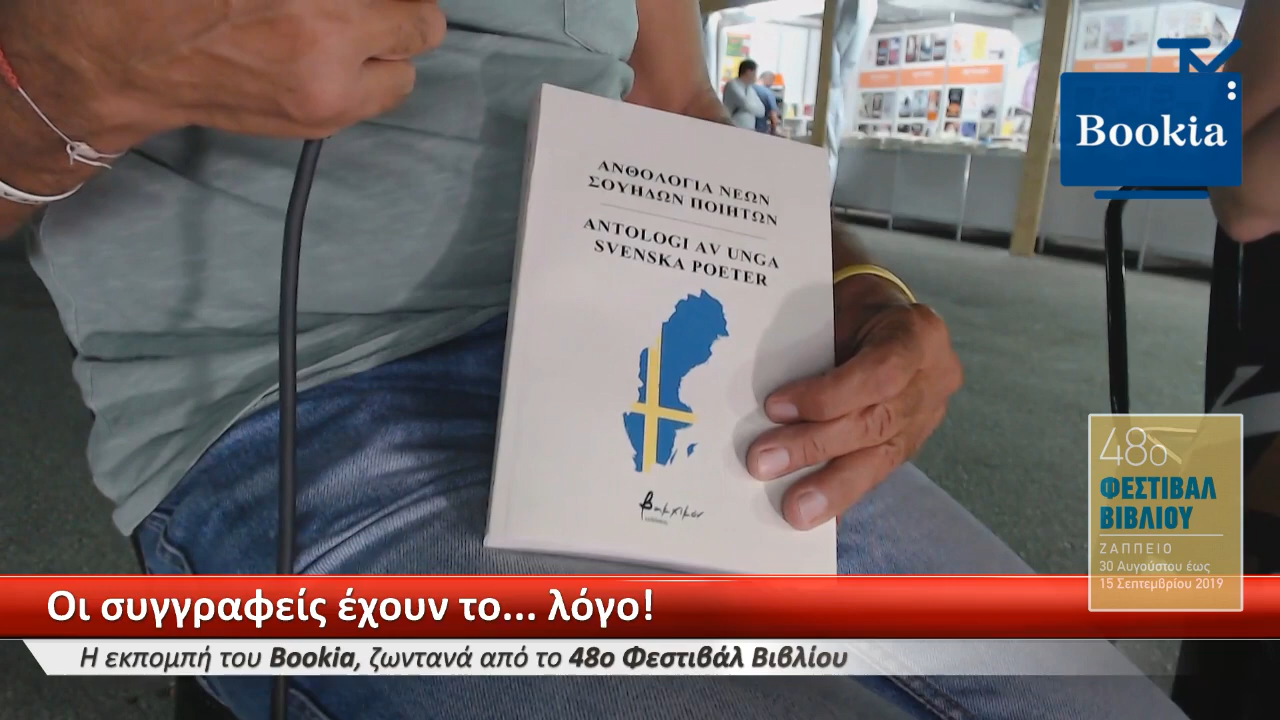 ΑΝΘΟΛΟΓΙΑ ΝΕΩΝ
ΣΟΥΗΔΩΝ ΠΟΙΗΤΩΝ
ANTOLOGI AV UNGA
SVENSKA POETER
Βακχικόν
Bookia
48ο
ΦΕΣΤΙΒΑΛ
ΒΙΒΛΙΟΥ
ΖΑΠΠΕΙΟ
30 Αυγούστου έως
15 Σεπτεμβρίου 2019
Οι συγγραφείς έχουν το... λόγο!
Η εκπομπή του Bookia, ζωντανά από το 48ο Φεστιβάλ Βιβλίου